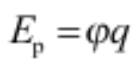 Eₚ = φq